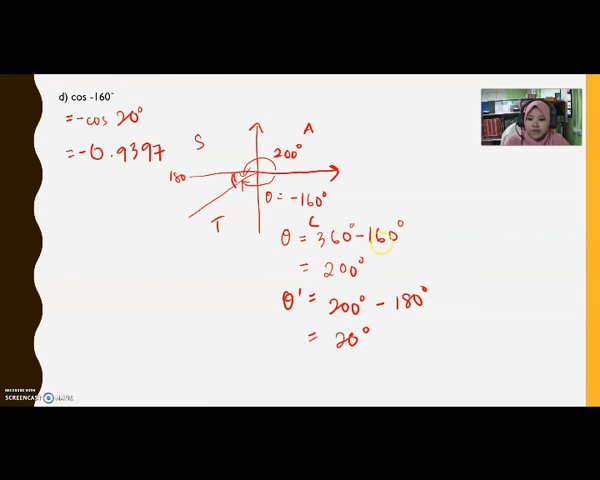 d) cos -160°
= -cos 20°
= -0.9397
S
A
200°
180
θ = -160°
T
C
θ = 360° - 160°
= 200°
θ' = 200° - 180°
= 20°
RECORDED WITH
SCREENCAST MATIC